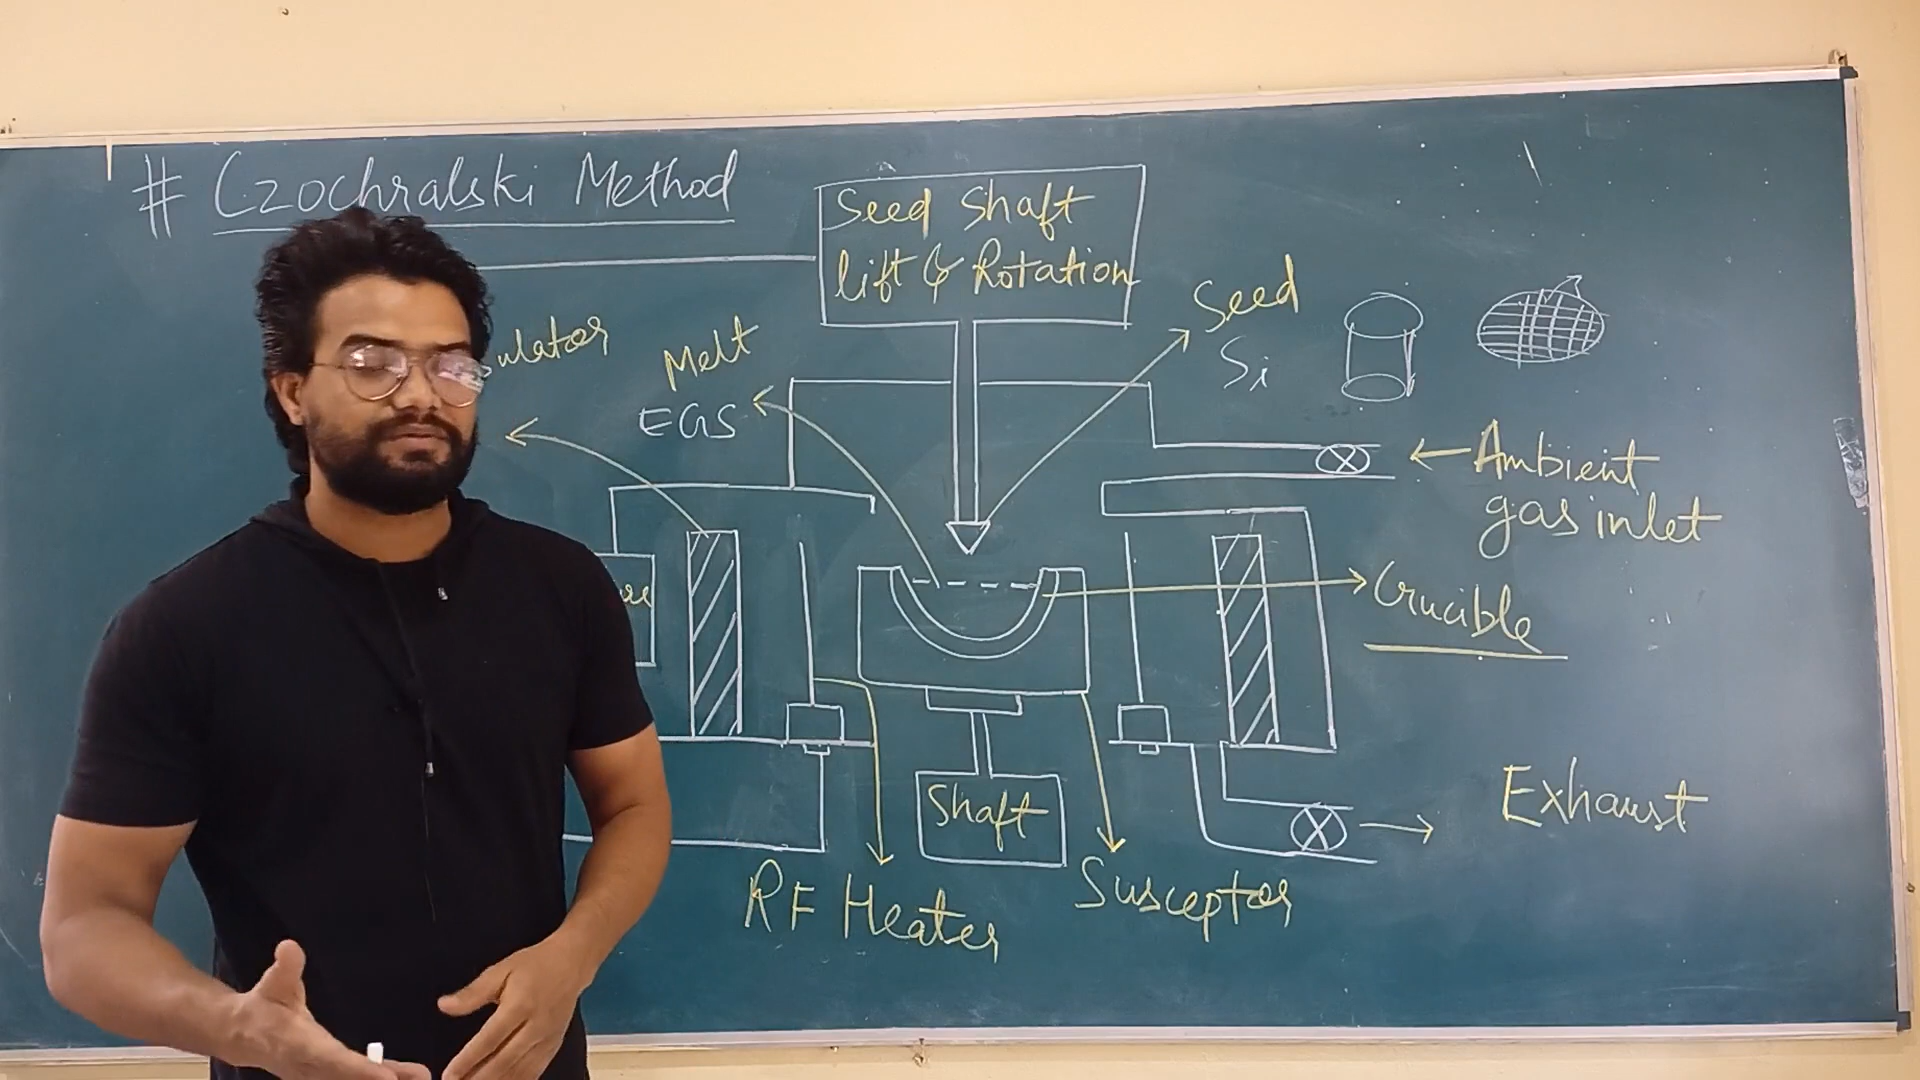 # Czochralski Method
Seed Shaft
lift & Rotation
Seed
Si
ulator
Melt
EGS
Ambient
gas inlet
Crucible
Shaft
Exhaust
RF Heater
Susceptor